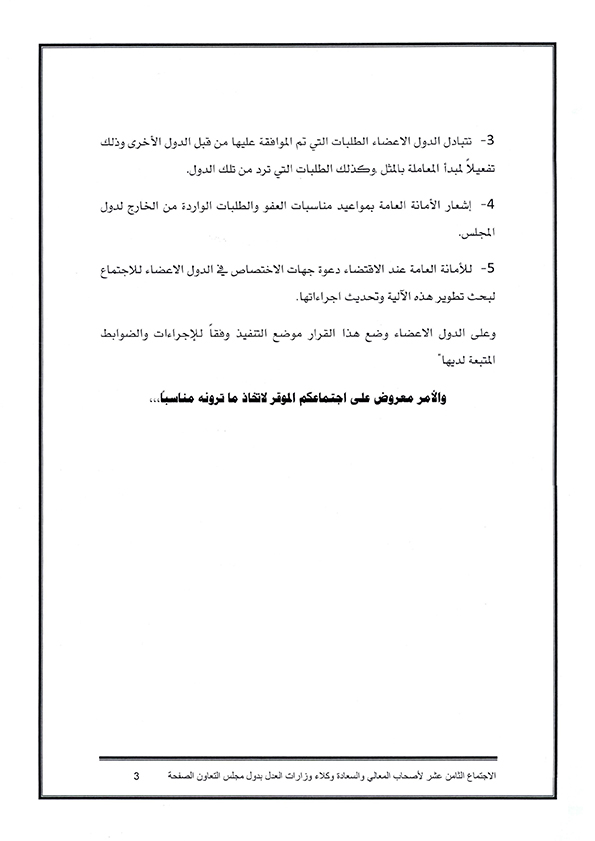 3- تتبادل الدول الاعضاء الطلبات التي تم الموافقة عليها من قبل الدول الأخرى وذلك
تفعيلاً لمبدأ المعاملة بالمثل وكذلك الطلبات التي ترد من تلك الدول.
4- إشعار الأمانة العامة بمواعيد مناسبات العفو والطلبات الواردة من الخارج لدول
المجلس.
5- للأمانة العامة عند الاقتضاء دعوة جهات الاختصاص في الدول الاعضاء للاجتماع
لبحث تطوير هذه الآلية وتحديث اجراءاتها.
وعلى الدول الاعضاء وضع هذا القرار موضع التنفيذ وفقاً للإجراءات والضوابط
المتبعة لديها"
والأمر معروض على اجتماعكم الموقر لاتخاذ ما ترونه مناسباً،،،
الاجتماع الثامن عشر لأصحاب المعالي والسعادة وكلاء وزارات العدل بدول مجلس التعاون الصفحة 3